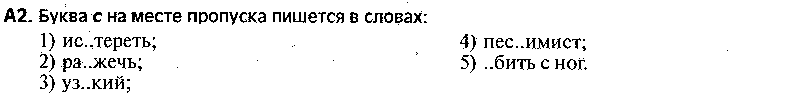 А2. Буква с на месте пропуска пишется в словах:
1) ис..тереть;
2) ра..жечь;
3) уз..кий;
4) пес..имист;
5) ..бить с ног.